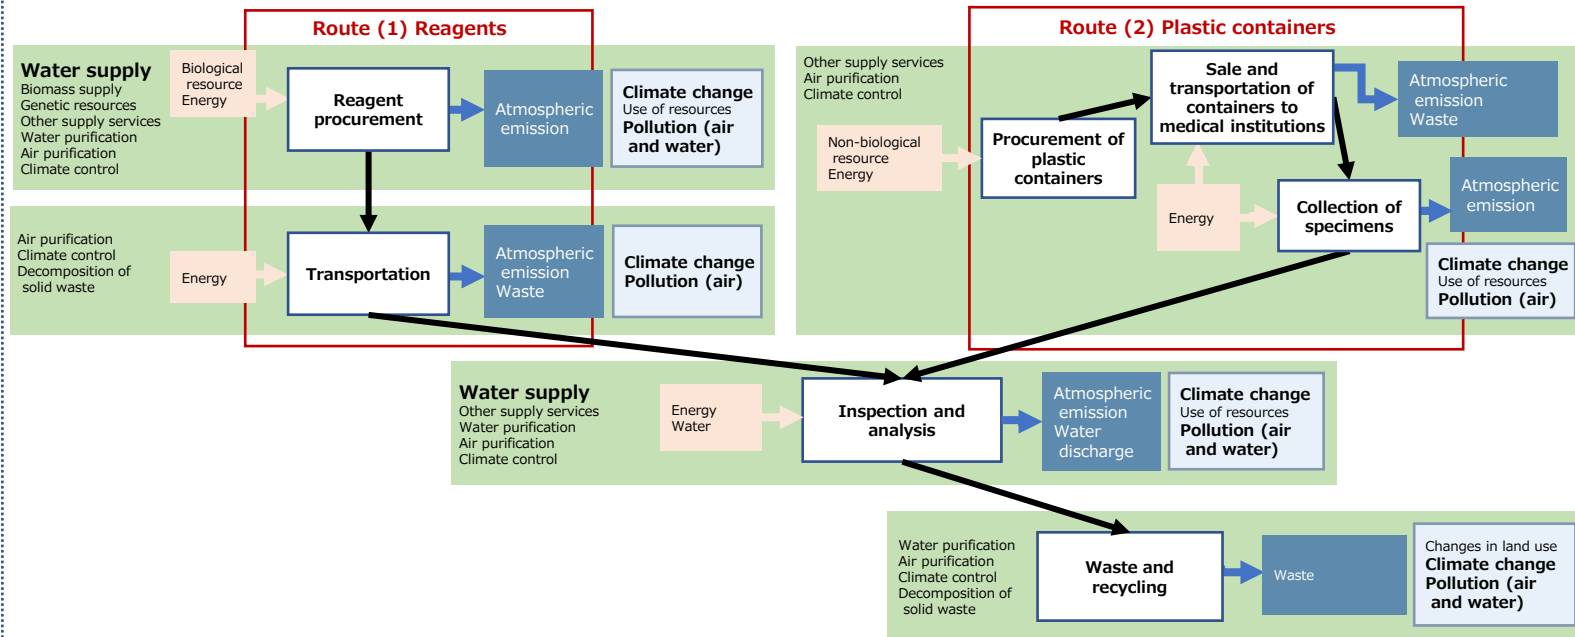 Route (1) Reagents
Water supply
Biomass supply
Genetic resources
Other supply services
Water purification
Air purification
Climate control
Biological
resource
Energy
Reagent
procurement
Atmospheric
emission
Climate change
Use of resources
Pollution (air
and water)
Air purification
Climate control
Decomposition of
solid waste
Energy
Transportation
Atmospheric
emission
Waste
Climate change
Pollution (air)
Route (2) Plastic containers
Other supply services
Air purification
Climate control
Non-biological
resource
Energy
Procurement of
plastic
containers
Sale and
transportation of
containers to
medical institutions
Atmospheric
emission
Waste
Energy
Collection of
specimens
Atmospheric
emission
Climate change
Use of resources
Pollution (air)
Water supply
Other supply services
Water purification
Air purification
Climate control
Energy
Water
Inspection and
analysis
Atmospheric
emission
Water
discharge
Climate change
Use of resources
Pollution (air
and water)
Water purification
Air purification
Climate control
Decomposition of
solid waste
Waste and
recycling
Waste
Changes in land use
Climate change
Pollution (air
and water)